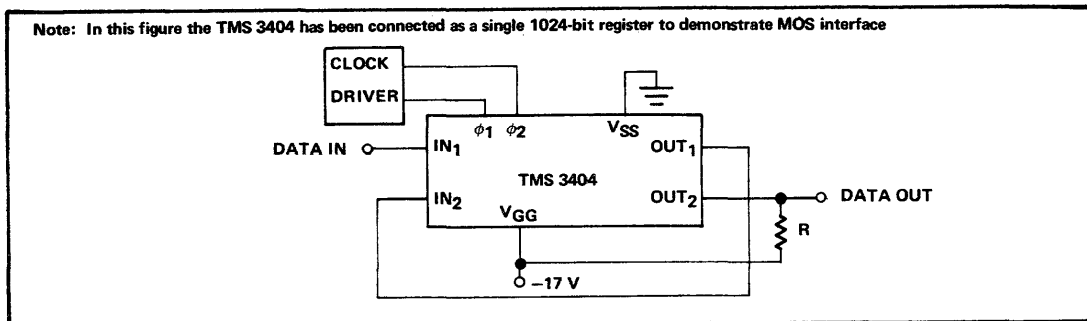 Note: In this figure the TMS 3404 has been connected as a single 1024-bit register to demonstrate MOS interface
CLOCK
DRIVER
φ1 φ2
VSS
DATA IN
IN1
OUT1
TMS 3404
IN2
VGG
OUT2
DATA OUT
R
–17 V